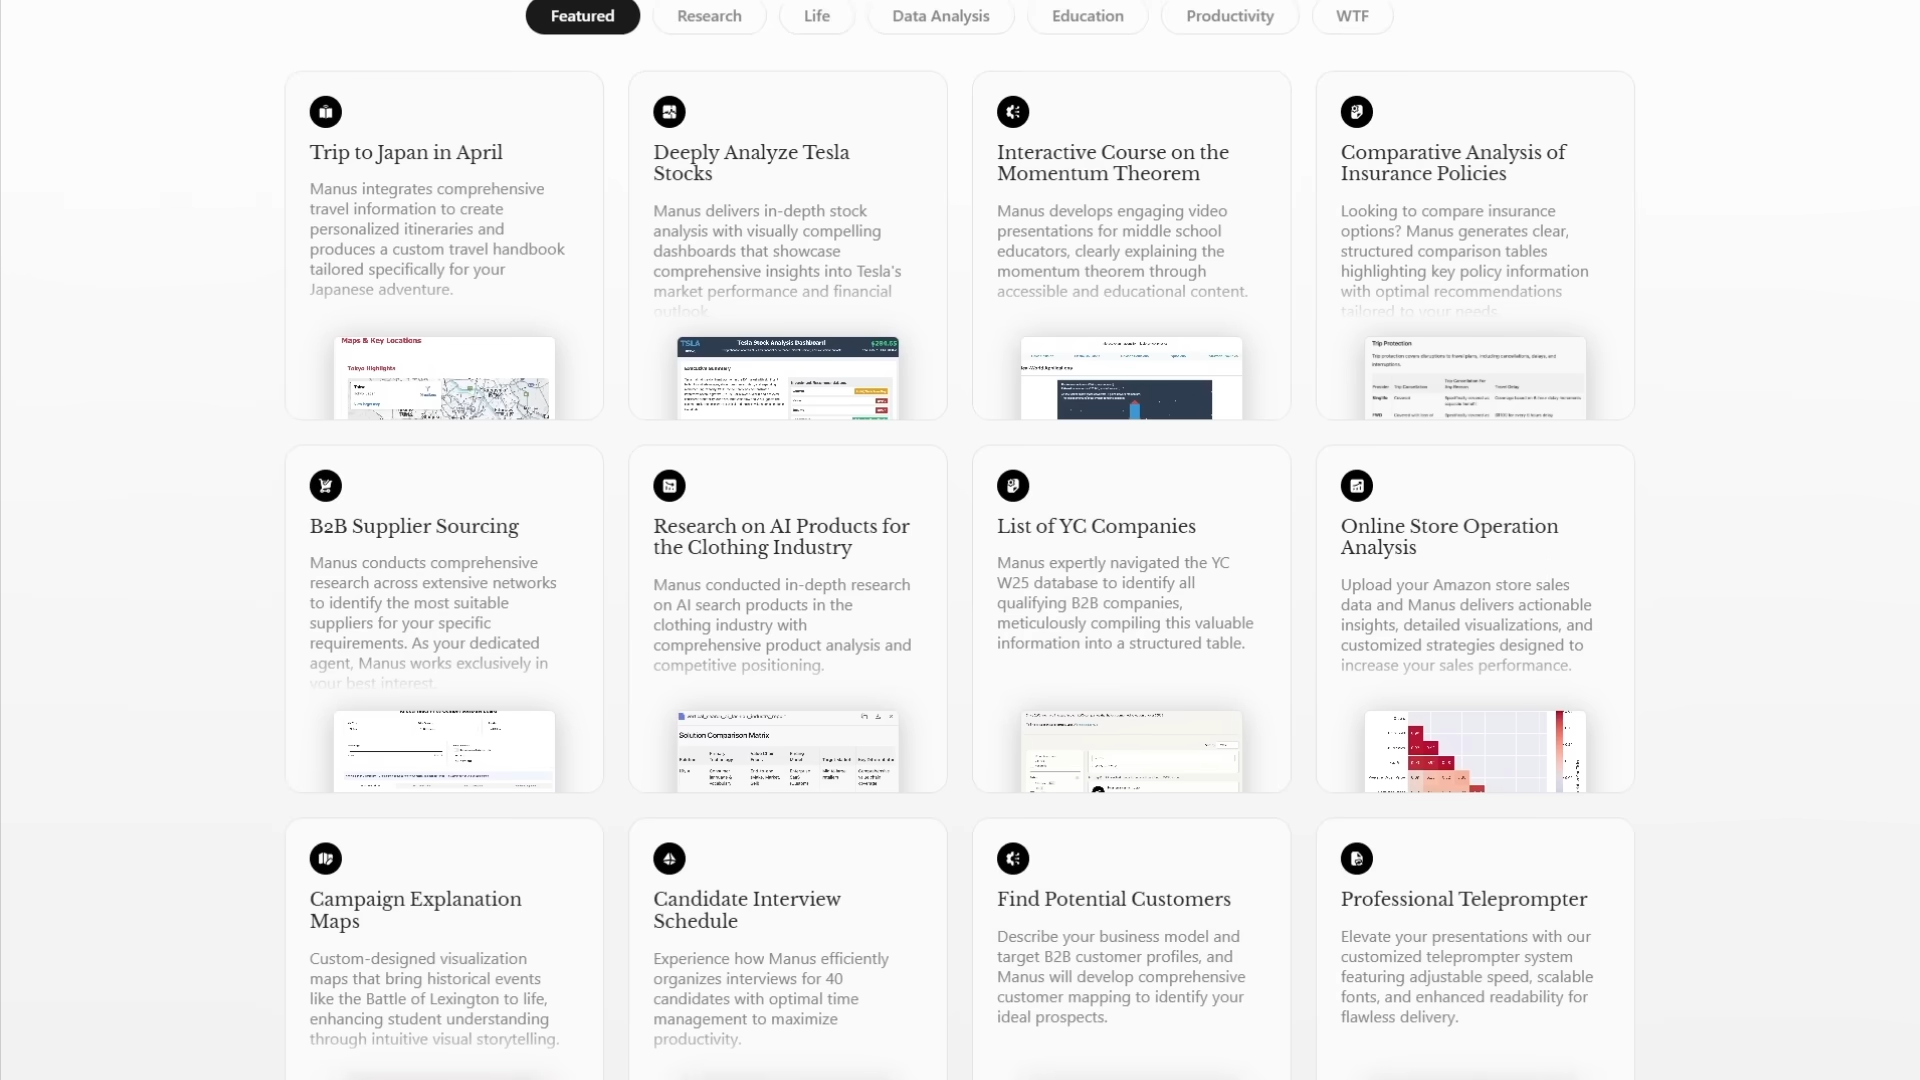 Featured
Research
Life
Data Analysis
Education
Productivity
WTF
Trip to Japan in April
Manus integrates comprehensive
travel information to create
personalized itineraries and
produces a custom travel handbook
tailored specifically for your
Japanese adventure.
Maps & Key Locations
Tokyo Highlights
Deeply Analyze Tesla
Stocks
Manus delivers in-depth stock
analysis with visually compelling
dashboards that showcase
comprehensive insights into Tesla's
market performance and financial
outlook.
TSLA
Tesla Stock Analysis Dashboard
Executive Summary
Interactive Course on the
Momentum Theorem
Manus develops engaging video
presentations for middle school
educators, clearly explaining the
momentum theorem through
accessible and educational content.
Comparative Analysis of
Insurance Policies
Looking to compare insurance
options? Manus generates clear,
structured comparison tables
highlighting key policy information
with optimal recommendations
tailored to your needs.
Trip Protection
Trip protection covers disruptions to travel plans, including cancellations, delays, and
interruptions.
B2B Supplier Sourcing
Manus conducts comprehensive
research across extensive networks
to identify the most suitable
suppliers for your specific
requirements. As your dedicated
agent, Manus works exclusively in
your best interest.
Research on AI Products for
the Clothing Industry
Manus conducted in-depth research
on AI search products in the
clothing industry with
comprehensive product analysis and
competitive positioning.
Solution Comparison Matrix
List of YC Companies
Manus expertly navigated the YC
W25 database to identify all
qualifying B2B companies,
meticulously compiling this valuable
information into a structured table.
Online Store Operation
Analysis
Upload your Amazon store sales
data and Manus delivers actionable
insights, detailed visualizations, and
customized strategies designed to
increase your sales performance.
Campaign Explanation
Maps
Custom-designed visualization
maps that bring historical events
like the Battle of Lexington to life,
enhancing student understanding
through intuitive visual storytelling.
Candidate Interview
Schedule
Experience how Manus efficiently
organizes interviews for 40
candidates with optimal time
management to maximize
productivity.
Find Potential Customers
Describe your business model and
target B2B customer profiles, and
Manus will develop comprehensive
customer mapping to identify your
ideal prospects.
Professional Teleprompter
Elevate your presentations with our
customized teleprompter system
featuring adjustable speed, scalable
fonts, and enhanced readability for
flawless delivery.